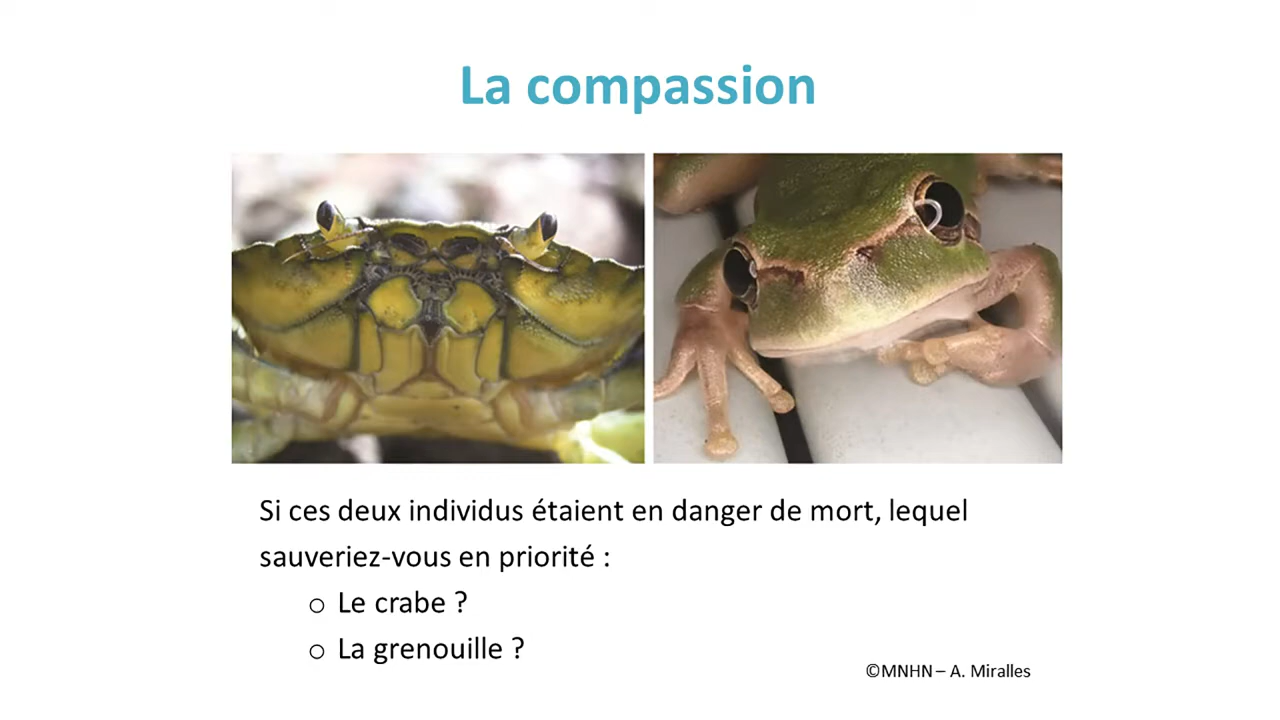 La compassion
Si ces deux individus étaient en danger de mort, lequel
sauveriez-vous en priorité :
o Le crabe ?
o La grenouille ?
©MNHN – A. Miralles